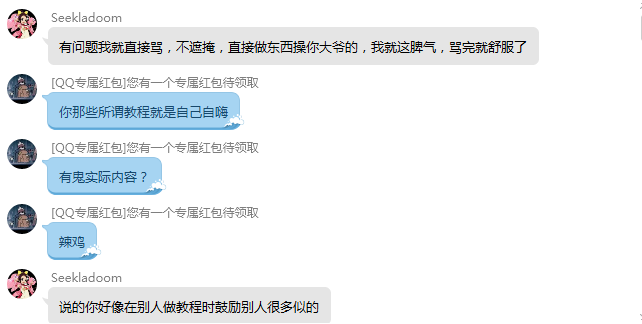 Seekladoom
有问题我就直接骂，不遮掩，直接做东西操你大爷的，我就这脾气，骂完就舒服了
[QQ专属红包]您有一个专属红包待领取
你那些所谓教程就是自己自嗨
[QQ专属红包]您有一个专属红包待领取
有鬼实际内容？
[QQ专属红包]您有一个专属红包待领取
辣鸡
Seekladoom
说的你好像在别人做教程时鼓励别人很多似的